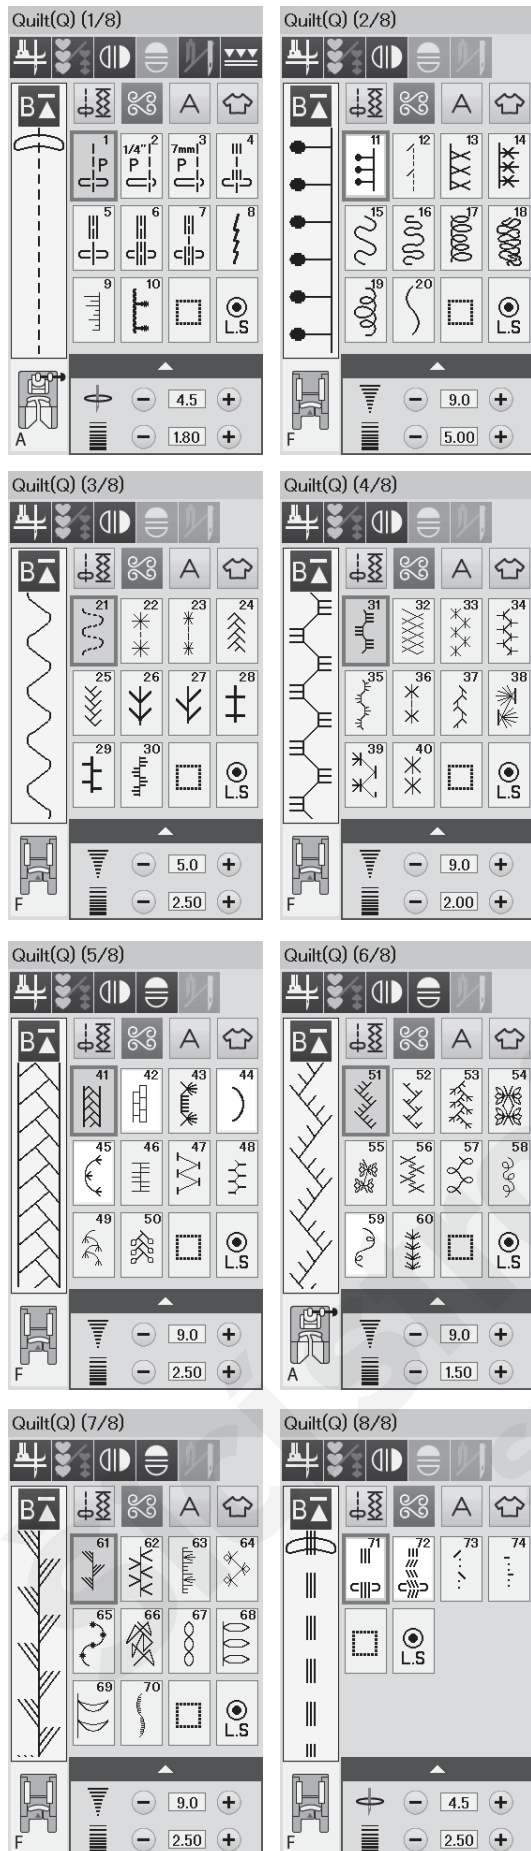 Quilt(Q) (1/8)
B A
1 2 3 4
P 1/4" P 7mm P
5 6 7 8
9 10
L.S
4.5
A
1.80
Quilt(Q) (2/8)
B A
11 12 13 14
15 16 17 18
19 20
L.S
9.0
F
5.00
Quilt(Q) (3/8)
B A
21 22 23 24
25 26 27 28
29 30
L.S
5.0
F
2.50
Quilt(Q) (4/8)
B A
31 32 33 34
35 36 37 38
39 40
L.S
9.0
F
2.00
Quilt(Q) (5/8)
B A
41 42 43 44
45 46 47 48
49 50
L.S
9.0
F
2.50
Quilt(Q) (6/8)
B A
51 52 53 54
55 56 57 58
59 60
L.S
9.0
A
1.50
Quilt(Q) (7/8)
B A
61 62 63 64
65 66 67 68
69 70
L.S
9.0
F
2.50
Quilt(Q) (8/8)
B A
71 72 73 74
L.S
4.5
F
2.50